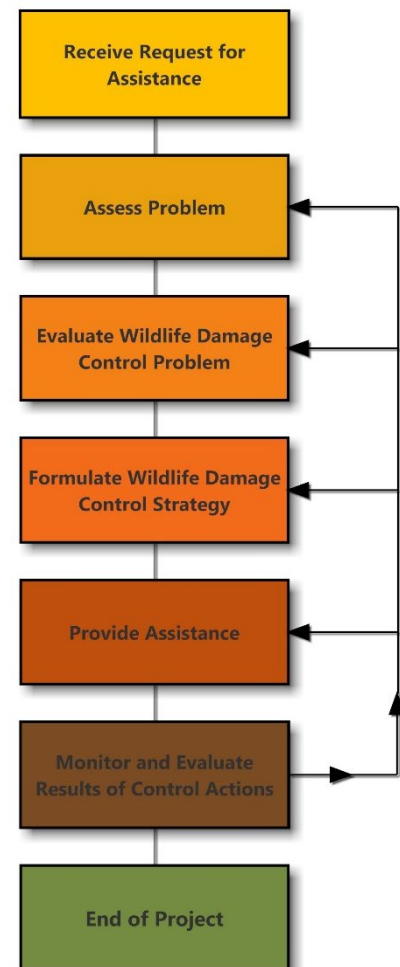 Receive Request for
Assistance
Assess Problem
Evaluate Wildlife Damage
Control Problem
Formulate Wildlife Damage
Control Strategy
Provide Assistance
Monitor and Evaluate
Results of Control Actions
End of Project